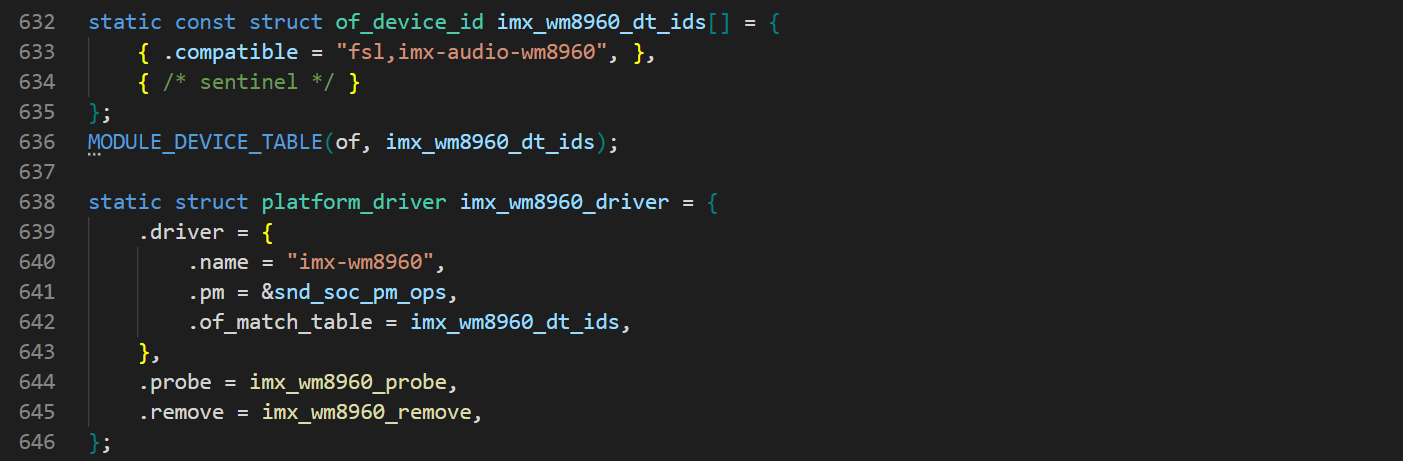 632 static const struct of_device_id imx_wm8960_dt_ids[] = {
633     { .compatible = "fsl,imx-audio-wm8960", },
634     { /* sentinel */ }
635 };
636 MODULE_DEVICE_TABLE(of, imx_wm8960_dt_ids);
637
638 static struct platform_driver imx_wm8960_driver = {
639     .driver = {
640         .name = "imx-wm8960",
641         .pm = &snd_soc_pm_ops,
642         .of_match_table = imx_wm8960_dt_ids,
643     },
644     .probe = imx_wm8960_probe,
645     .remove = imx_wm8960_remove,
646 };